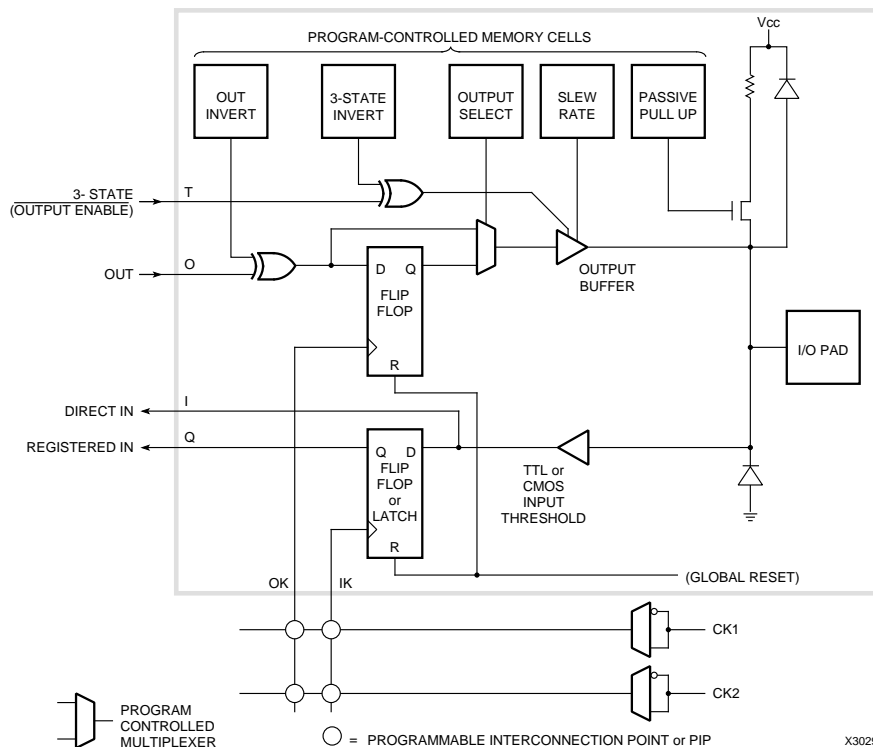 Vcc
PROGRAM-CONTROLLED MEMORY CELLS
OUT
INVERT
3-STATE
INVERT
OUTPUT
SELECT
SLEW
RATE
PASSIVE
PULL UP
3- STATE
(OUTPUT ENABLE)
T
OUT
O
D Q
FLIP
FLOP
R
OUTPUT
BUFFER
I/O PAD
DIRECT IN
I
REGISTERED IN
Q
Q D
FLIP
FLOP
or
LATCH
R
TTL or
CMOS
INPUT
THRESHOLD
OK
IK
(GLOBAL RESET)
CK1
CK2
PROGRAM
CONTROLLED
MULTIPLEXER
= PROGRAMMABLE INTERCONNECTION POINT or PIP
X3029